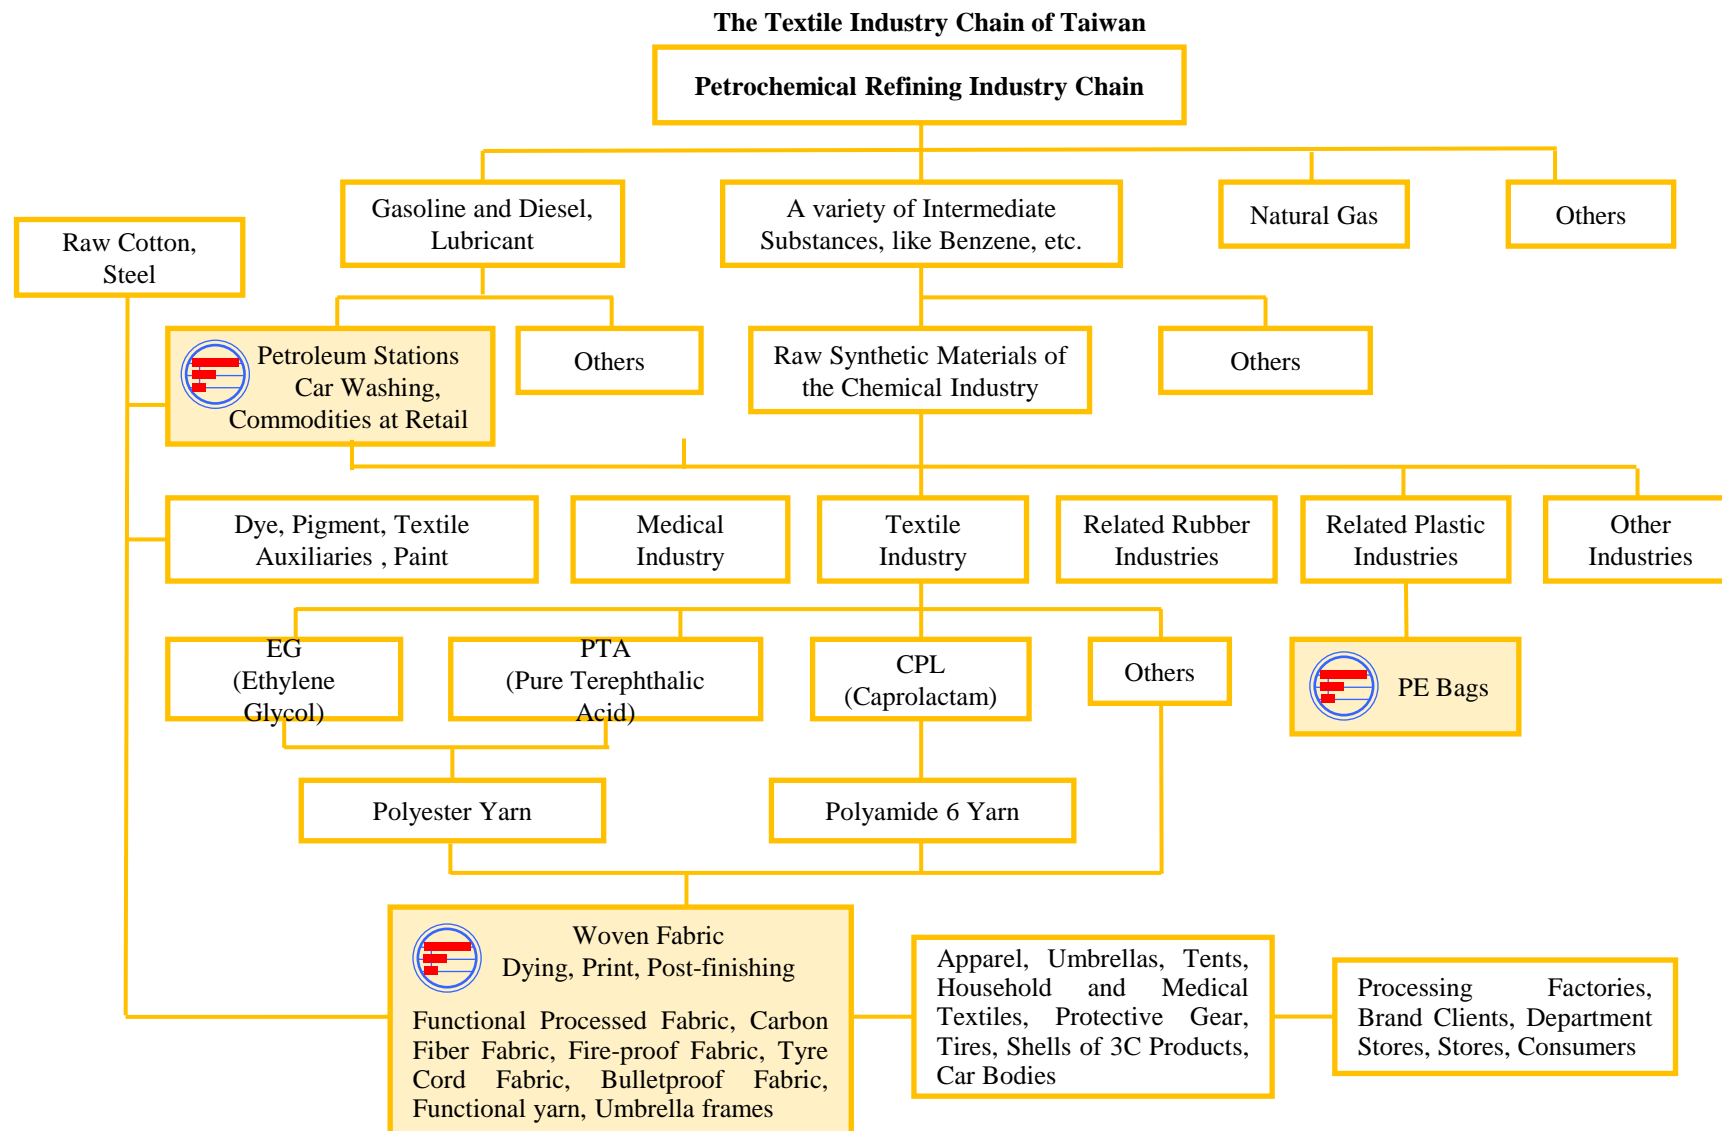 The Textile Industry Chain of Taiwan
Petrochemical Refining Industry Chain
Gasoline and Diesel,
Lubricant
A variety of Intermediate
Substances, like Benzene, etc.
Natural Gas
Others
Raw Cotton,
Steel
Petroleum Stations
Car Washing,
Commodities at Retail
Others
Raw Synthetic Materials of
the Chemical Industry
Others
Dye, Pigment, Textile
Auxiliaries , Paint
Medical
Industry
Textile
Industry
Related Rubber
Industries
Related Plastic
Industries
Other
Industries
EG
(Ethylene
Glycol)
PTA
(Pure Terephthalic
Acid)
CPL
(Caprolactam)
Others
PE Bags
Polyester Yarn
Polyamide 6 Yarn
Woven Fabric
Dying, Print, Post-finishing
Functional Processed Fabric, Carbon
Fiber Fabric, Fire-proof Fabric, Tyre
Cord Fabric, Bulletproof Fabric,
Functional yarn, Umbrella frames
Apparel, Umbrellas, Tents,
Household and Medical
Textiles, Protective Gear,
Tires, Shells of 3C Products,
Car Bodies
Processing Factories,
Brand Clients, Department
Stores, Stores, Consumers